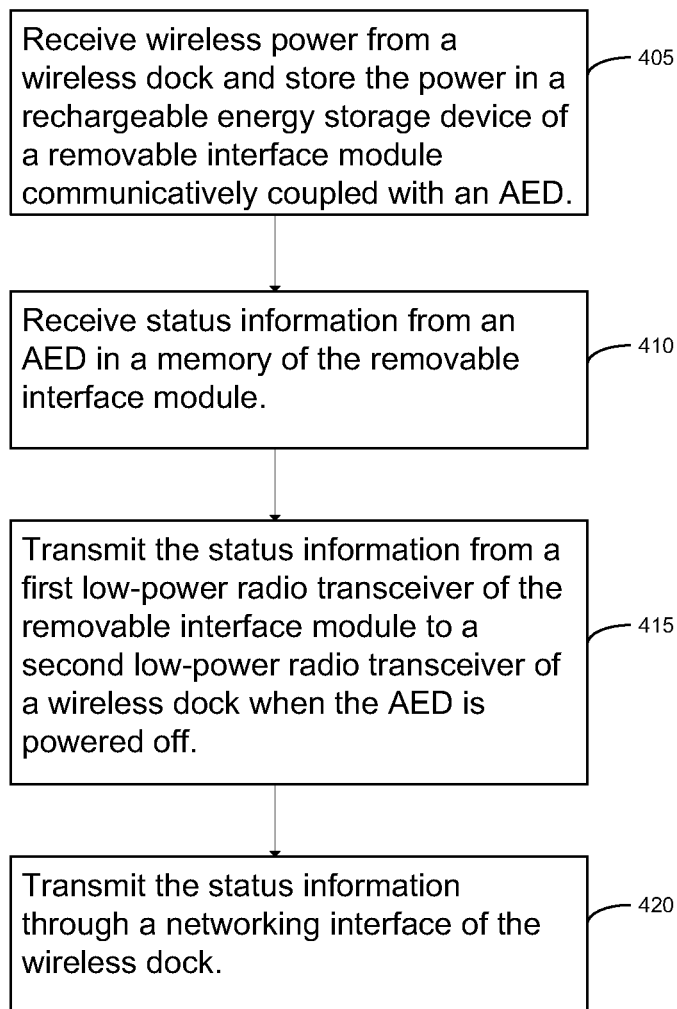 Receive wireless power from a
wireless dock and store the power in a
rechargeable energy storage device of
a removable interface module
communicatively coupled with an AED.
405
Receive status information from an
AED in a memory of the removable
interface module.
410
Transmit the status information from a
first low-power radio transceiver of the
removable interface module to a
second low-power radio transceiver of
a wireless dock when the AED is
powered off.
415
Transmit the status information
through a networking interface of the
wireless dock.
420